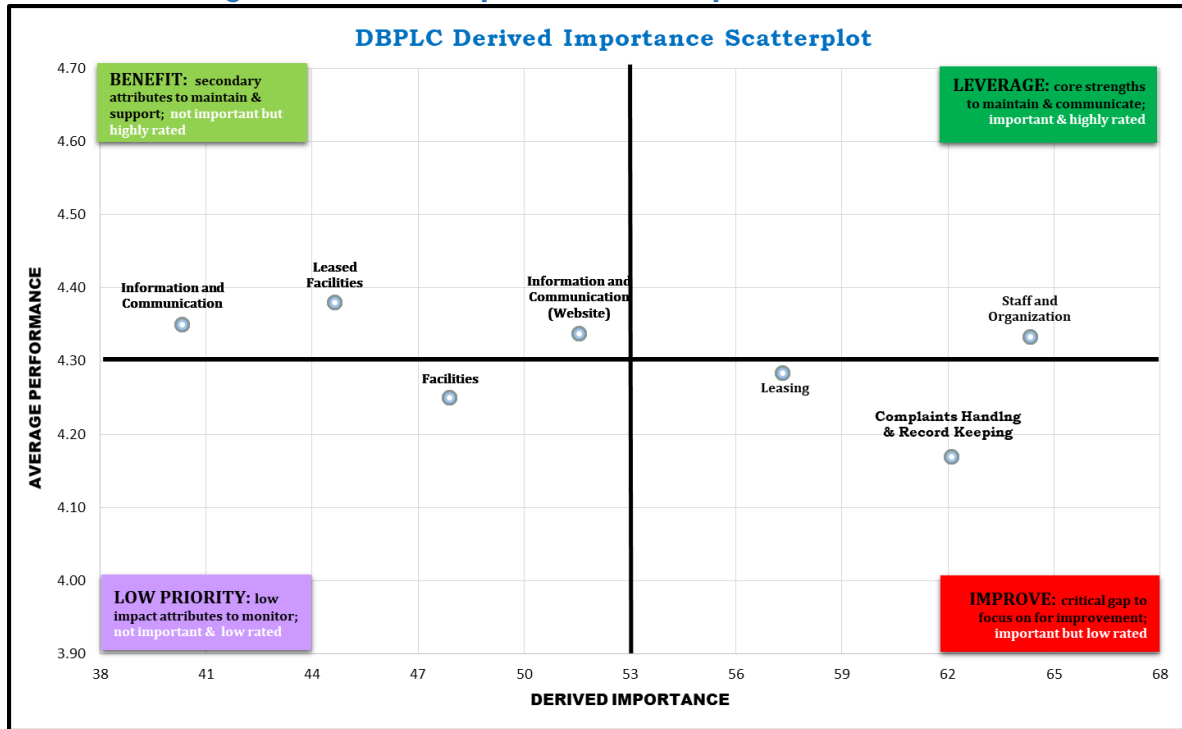 DBPLC Derived Importance Scatterplot
4.70
4.60
4.50
4.40
4.30
4.20
4.10
4.00
3.90
AVERAGE PERFORMANCE
BENEFIT: secondary
attributes to maintain &
support; not important but
highly rated
LEVERAGE: core strengths
to maintain & communicate;
important & highly rated
Information and
Communication
Leased
Facilities
Information and
Communication
(Website)
Staff and
Organization
Facilities
Leasing
Complaints Handlng
& Record Keeping
LOW PRIORITY: low
impact attributes to monitor;
not important & low rated
IMPROVE: critical gap to
focus on for improvement;
important but low rated
38 41 44 47 50 53 56 59 62 65 68
DERIVED IMPORTANCE